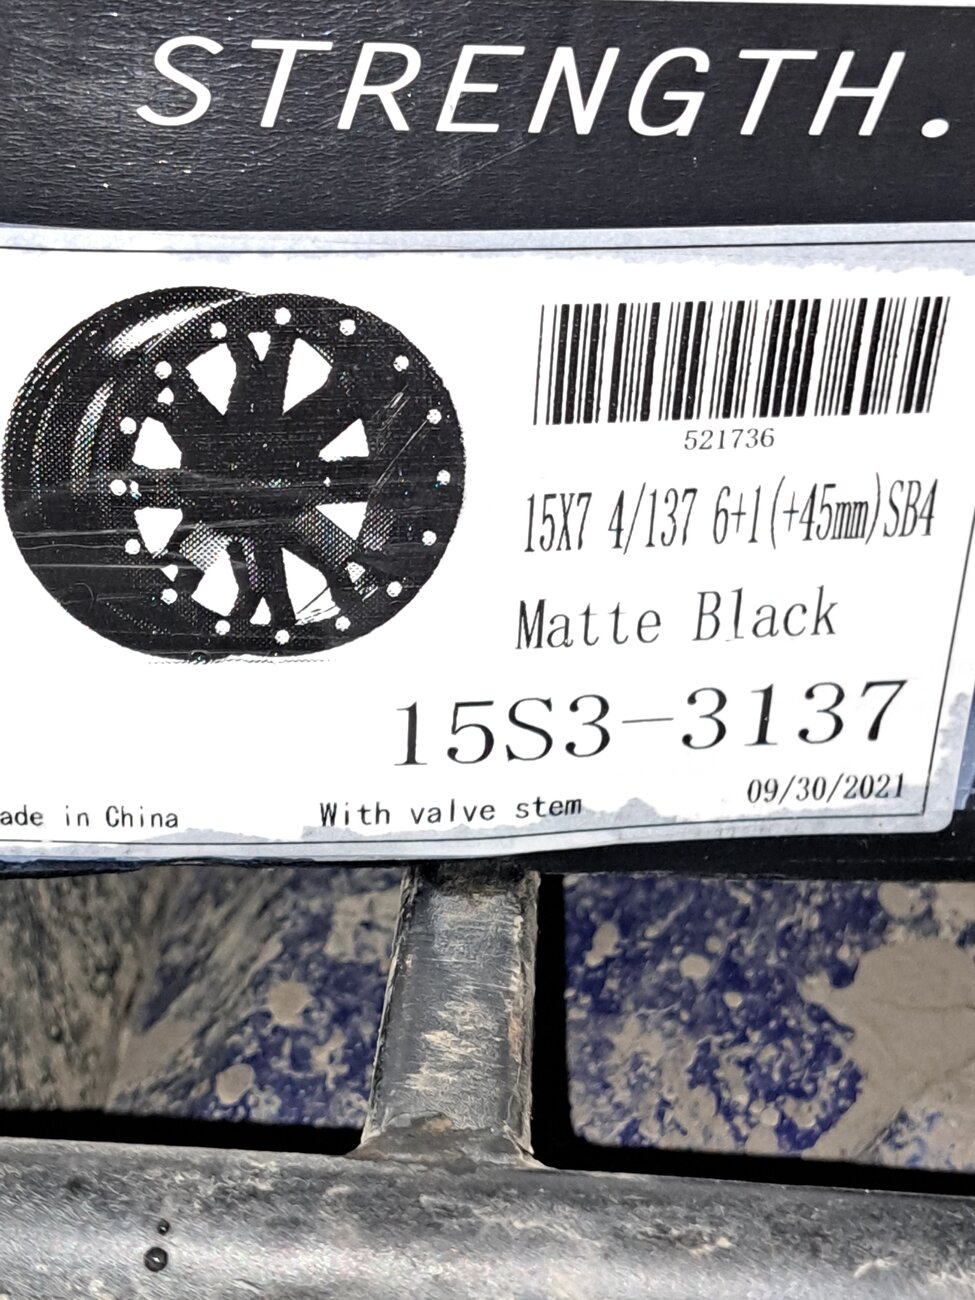 STRENGTH.
521736
15X7 4/137 6+1(+45mm)SB4
Matte Black
15S3-3137
09/30/2021
ade in China
With valve stem